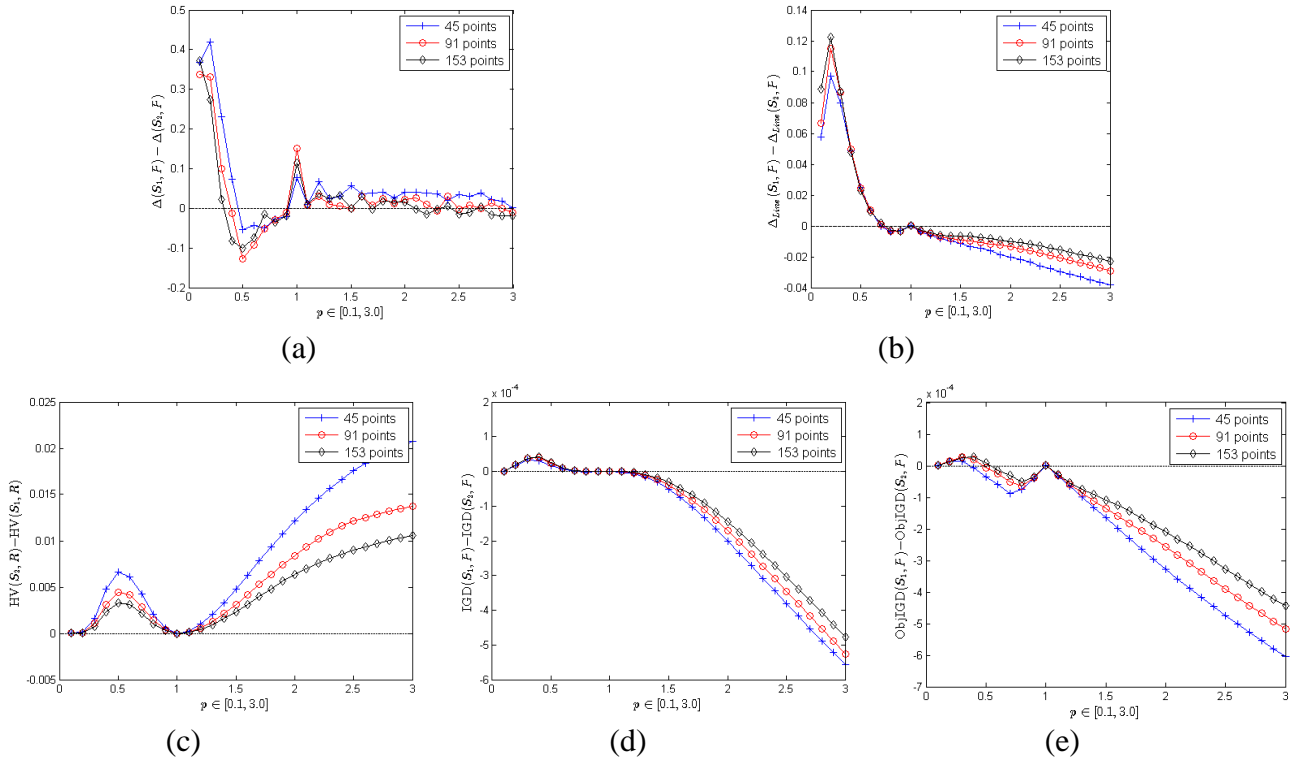 0.5
0.4
0.3
0.2
0.1
0
-0.1
-0.2
Δ(S₁, F) − Δ(S₂, F)
45 points
91 points
153 points
0 0.5 1 1.5 2 2.5 3
p ∈ [0.1, 3.0]
(a)
0.14
0.12
0.10
0.08
0.06
0.04
0.02
0
-0.02
-0.04
Δ_Line(S₁, F) − Δ_Line(S₂, F)
45 points
91 points
153 points
0 0.5 1 1.5 2 2.5 3
p ∈ [0.1, 3.0]
(b)
0.025
0.02
0.015
0.01
0.005
0
-0.005
HV(S₂, R)−HV(S₁, R)
45 points
91 points
153 points
0 0.5 1 1.5 2 2.5 3
p ∈ [0.1, 3.0]
(c)
x 10⁻⁴
2
1
0
-1
-2
-3
-4
-5
-6
IGD(S₁, F)−IGD(S₂, F)
45 points
91 points
153 points
0 0.5 1 1.5 2 2.5 3
p ∈ [0.1, 3.0]
(d)
x 10⁻⁴
2
1
0
-1
-2
-3
-4
-5
-6
-7
ObjIGD(S₁, F)−ObjIGD(S₂, F)
45 points
91 points
153 points
0 0.5 1 1.5 2 2.5 3
p ∈ [0.1, 3.0]
(e)